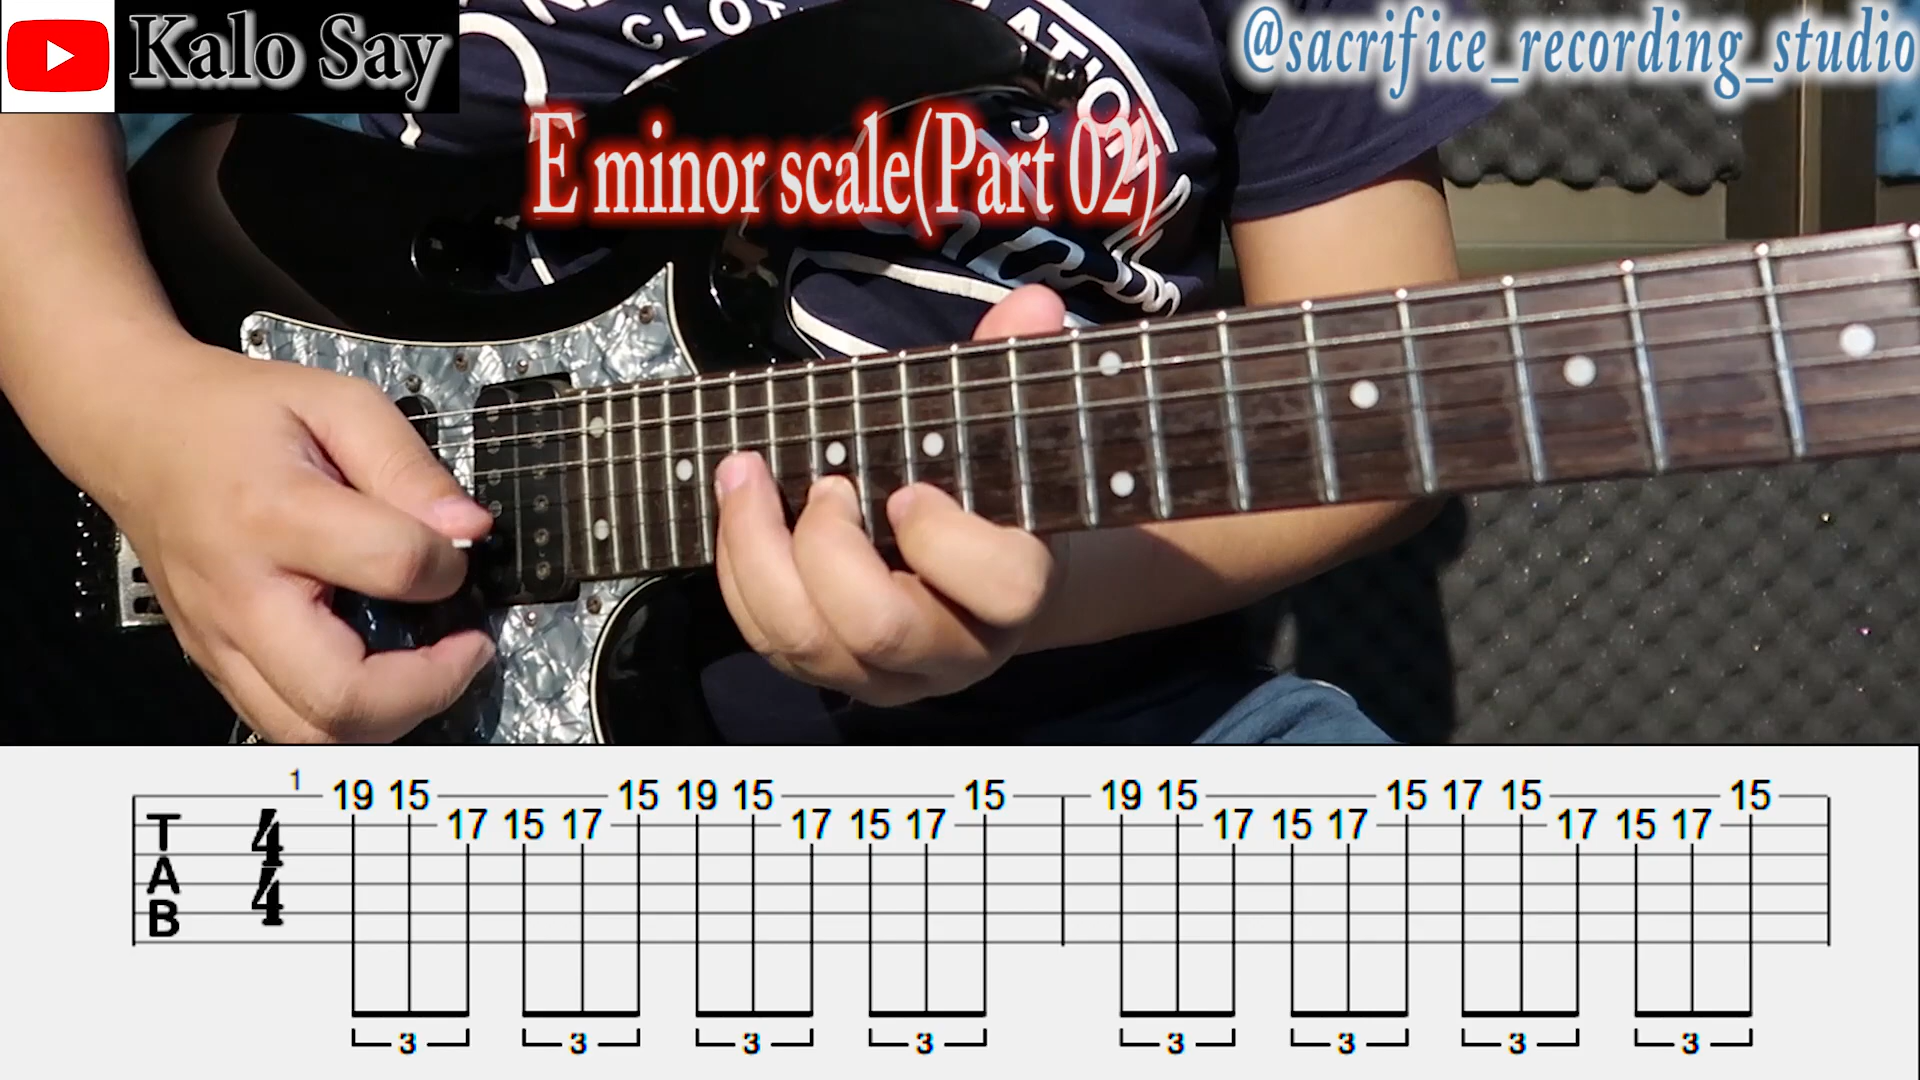 Kalo Say
@sacrifice_recording_studio
CLOT
ATION
E minor scale(Part 02)
1
19 15 15 19 15 15 19 15 15 17 15 15
17 15 17 17 15 17 17 15 17 17 15 17
T
A
B
4
4
3 3 3 3 3 3 3 3